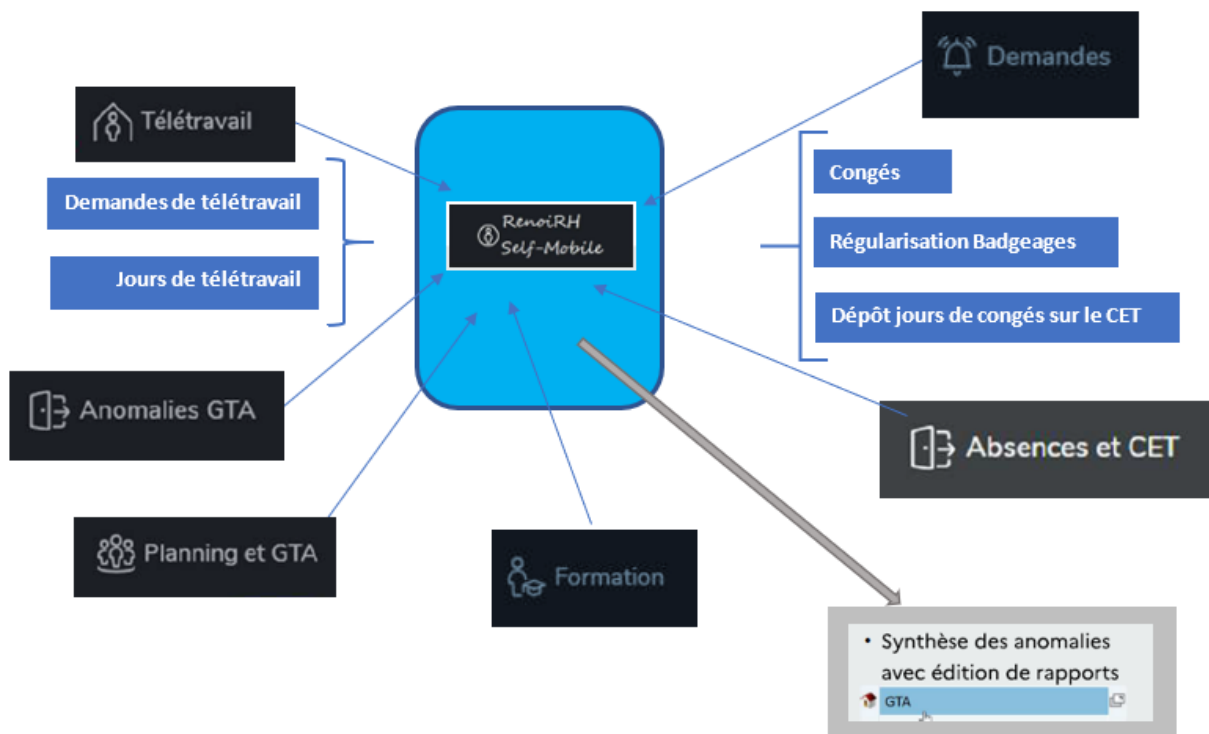 Demandes
Télétravail
Demandes de télétravail
Jours de télétravail
RenoiRH
Self-Mobile
Congés
Régularisation Badgeages
Dépôt jours de congés sur le CET
Anomalies GTA
Absences et CET
Planning et GTA
Formation
• Synthèse des anomalies
avec édition de rapports
GTA